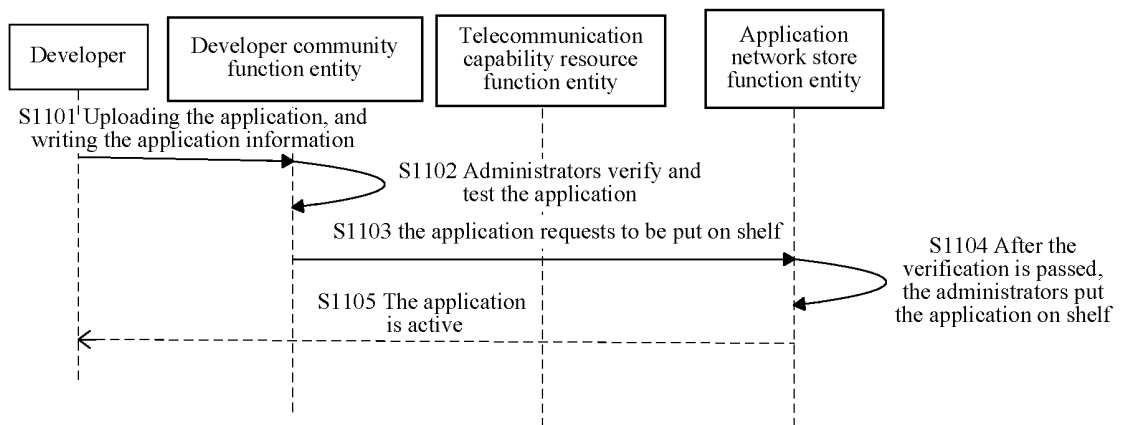 Developer
Developer community
function entity
Telecommunication
capability resource
function entity
Application
network store
function entity
S1101 Uploading the application, and
writing the application information
S1102 Administrators verify and
test the application
S1103 the application requests to be put on shelf
S1104 After the
verification is passed,
the administrators put
the application on shelf
S1105 The application
is active